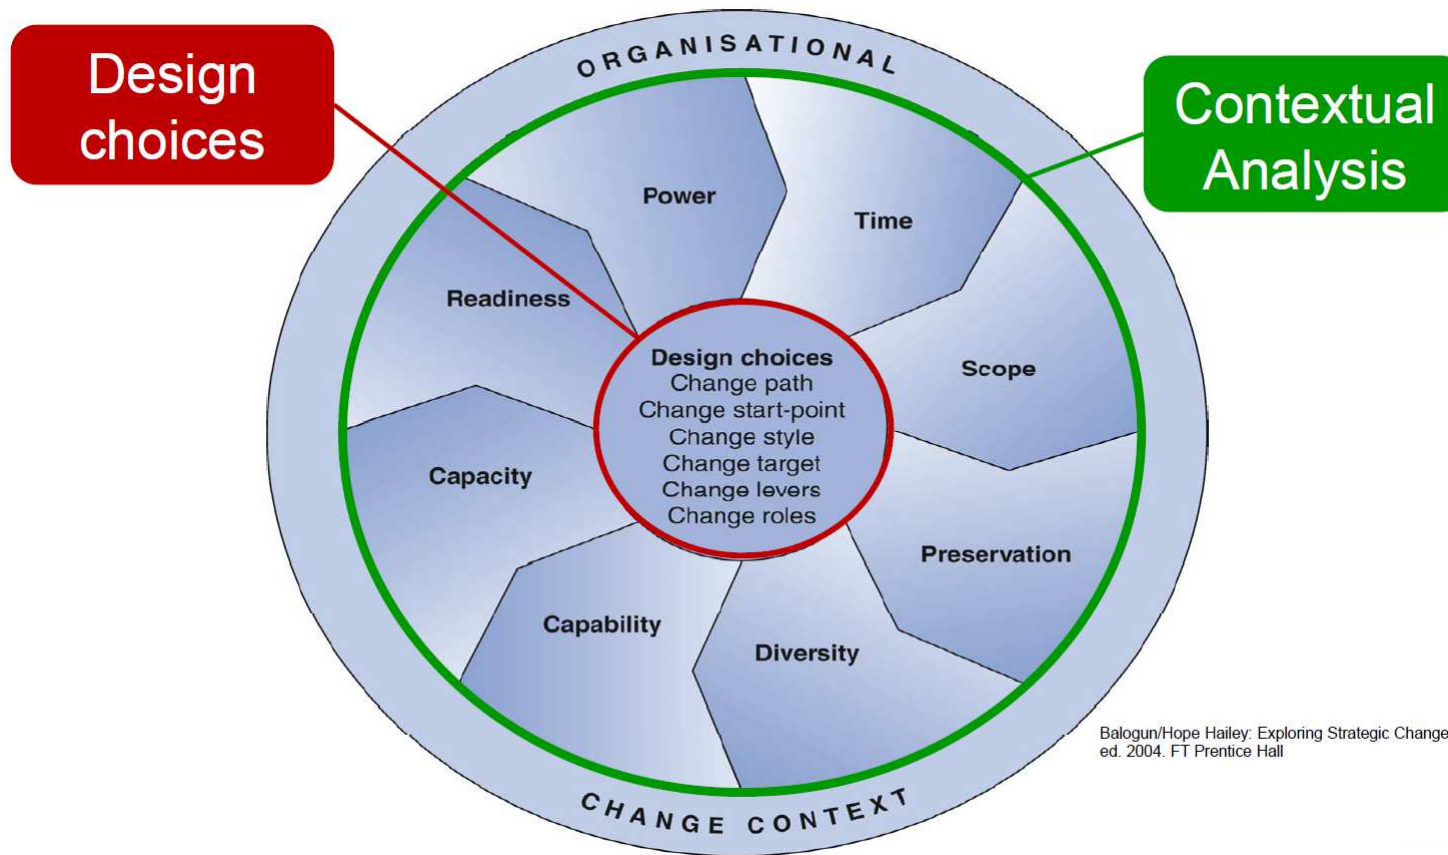 Design
choices
ORGANISATIONAL
Contextual
Analysis
Power
Time
Readiness
Scope
Design choices
Change path
Change start-point
Change style
Change target
Change levers
Change roles
Capacity
Preservation
Capability
Diversity
Balogun/Hope Hailey: Exploring Strategic Change
ed. 2004. FT Prentice Hall
CHANGE CONTEXT